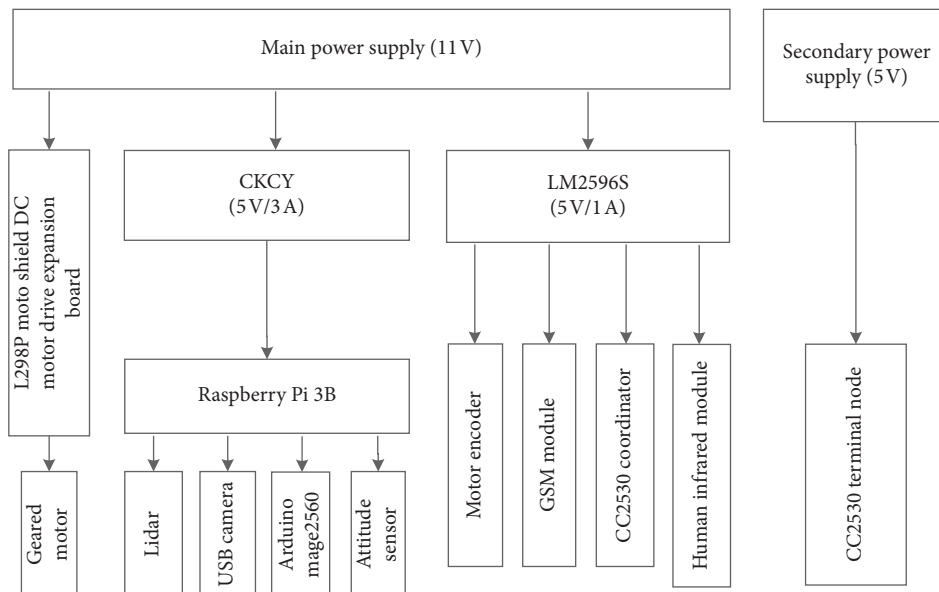 Main power supply (11 V)
Secondary power
supply (5 V)
L298P moto shield DC
motor drive expansion
board
CKCY
(5 V/3 A)
LM2596S
(5 V/1 A)
Raspberry Pi 3B
Geared
motor
Lidar
USB camera
Arduino
mage2560
Attitude
sensor
Motor encoder
GSM module
CC2530 coordinator
Human infrared module
CC2530 terminal node